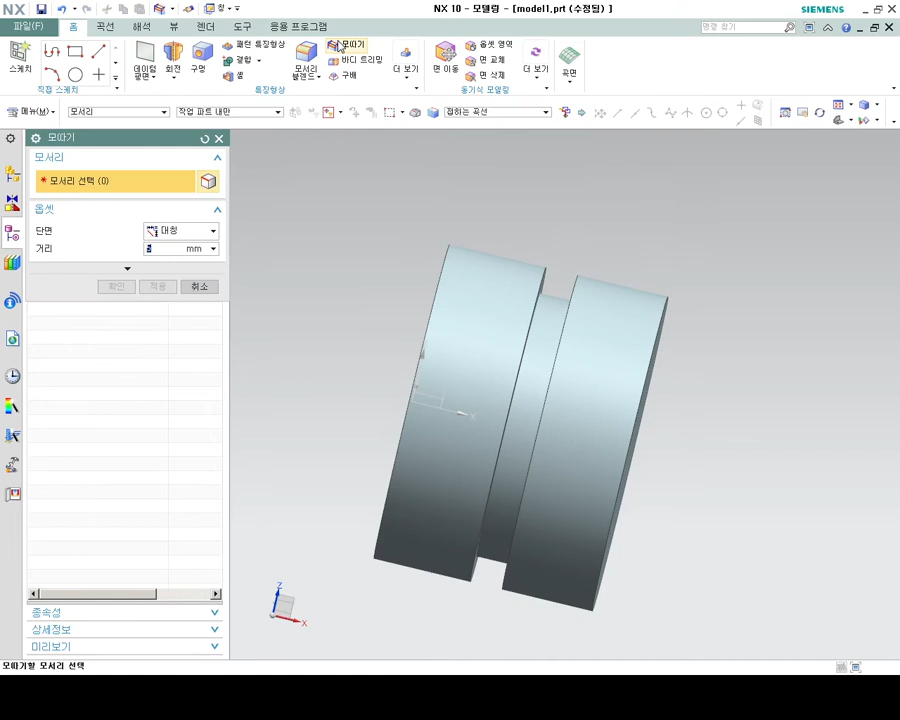 NX 10 - 모델링 - [model1.prt (수정됨) ]
SIEMENS
파일(F) 홈 곡선 해석 뷰 렌더 도구 응용 프로그램
명령 찾기
스케치
직접 스케치
데이텀 평면
회전
구멍
패턴 특징형상
결합
쉘
모서리 블렌드
모따기
바디 트리밍
구배
더 보기
특징형상
면 이동
옵셋 영역
면 교체
면 삭제
더 보기
동기식 모델링
곡면
메뉴(M) 모서리 작업 파트 내만 접하는 곡선
모따기
모서리
* 모서리 선택 (0)
옵셋
단면 대칭
거리 mm
확인 적용 취소
종속성
상세정보
미리보기
모따기할 모서리 선택
Z
X
X